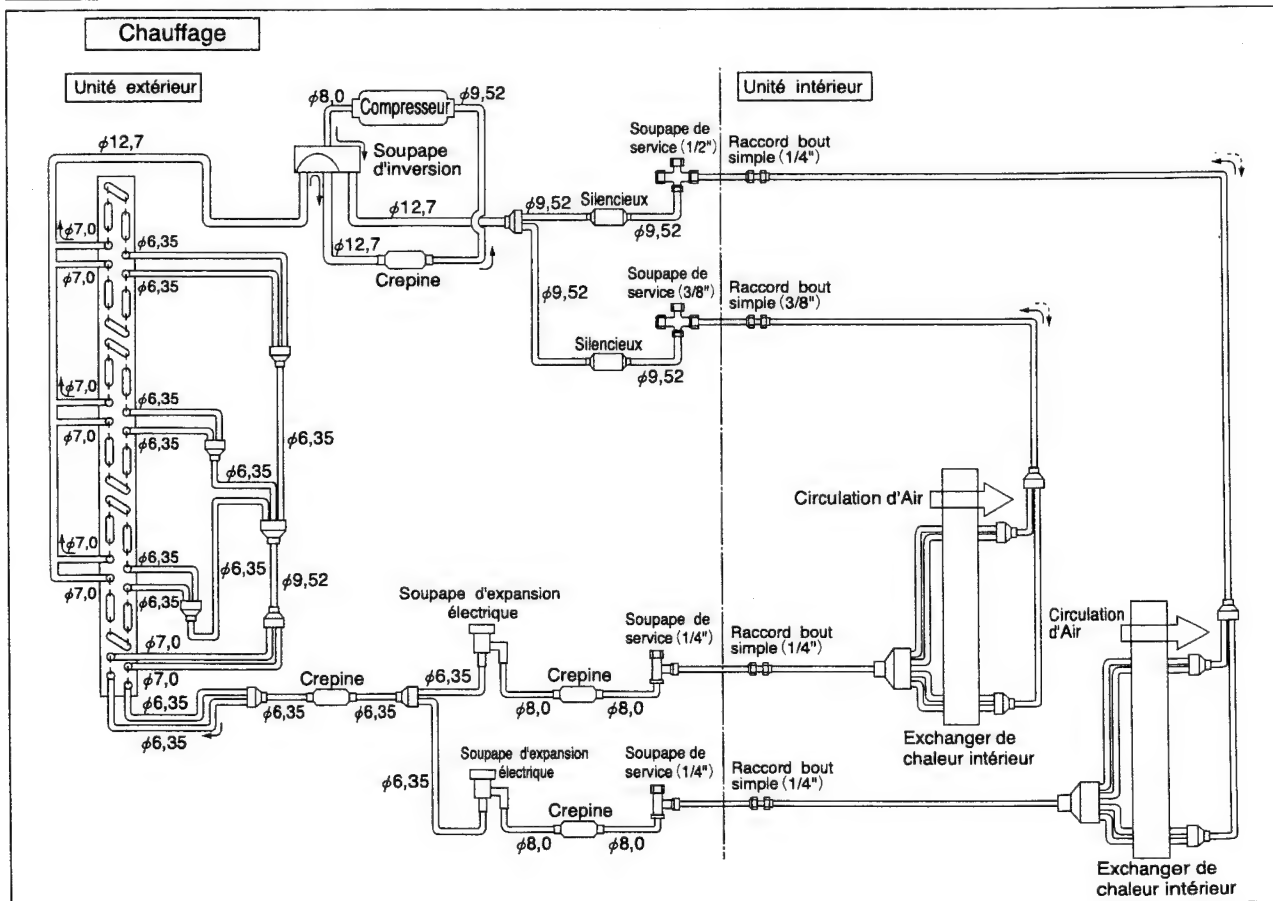 Chauffage
Unité extérieur
Unité intérieur
φ8,0
φ9,52
Compresseur
Soupape d'inversion
φ12,7
φ12,7
φ12,7
Crepine
Soupape de
service (1/2")
Raccord bout
simple (1/4")
φ9,52
Silencieux
φ9,52
φ9,52
Soupape de
service (3/8")
Raccord bout
simple (3/8")
Silencieux
φ9,52
φ7,0
φ6,35
φ7,0
φ6,35
φ7,0
φ6,35
φ7,0
φ6,35
φ6,35
φ6,35
φ7,0
φ6,35
φ7,0
φ6,35
φ6,35
φ9,52
φ7,0
φ7,0
φ6,35
φ6,35
Crepine
φ6,35
φ6,35
Soupape d'expansion
électrique
φ6,35
Crepine
φ8,0
φ8,0
Soupape de
service (1/4")
Raccord bout
simple (1/4")
Circulation d'Air
Exchanger de
chaleur intérieur
φ6,35
Soupape d'expansion
électrique
Crepine
φ8,0
φ8,0
Soupape de
service (1/4")
Raccord bout
simple (1/4")
Circulation
d'Air
Exchanger de
chaleur intérieur